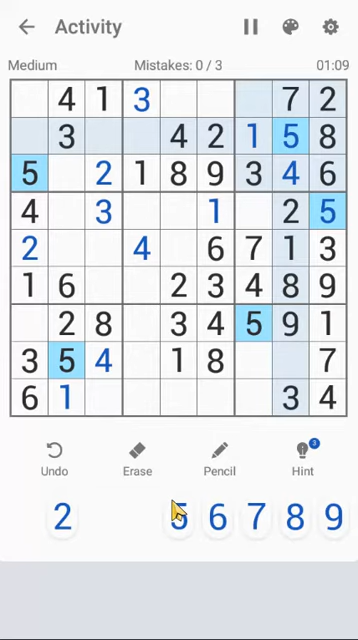 Activity
Medium Mistakes: 0 / 3 01:09
4 1 3 7 2
3 4 2 1 5 8
5 2 1 8 9 3 4 6
4 3 1 2 5
2 4 6 7 1 3
1 6 2 3 4 8 9
2 8 3 4 5 9 1
3 5 4 1 8 7
6 1 3 4
3
Undo Erase Pencil Hint
2 5 6 7 8 9